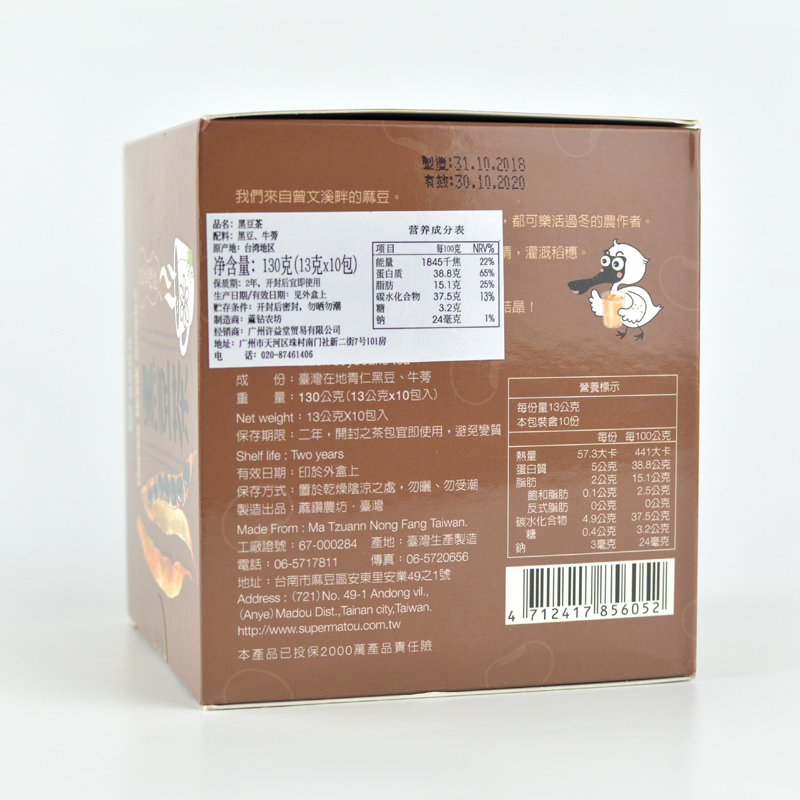 製造:31.10.2018
有效:30.10.2020
我們來自曾文溪畔的麻豆。
，都可樂活過冬的農作者。
，灌溉稻穗。
結晶！
品名：黑豆茶
配料：黑豆、牛蒡
原产地：台湾地区
净含量：130克(13克x10包)
保质期：2年，开封后宜即使用
生产日期/有效日期：见外盒上
贮存条件：开封后密封，勿晒勿潮
制造商：蔴钻农坊
经销商：广州许益堂贸易有限公司
地址：广州市天河区珠村南门社新二街7号101房
电 话：020-87461406
营养成分表
项目 每100克 NRV%
能量 1845千焦 22%
蛋白质 38.8克 65%
脂肪 15.1克 25%
碳水化合物 37.5克 13%
糖 3.2克
钠 24毫克 1%
成 份：臺灣在地青仁黑豆、牛蒡
重 量：130公克(13公克x10包入)
Net weight：13公克X10包入
保存期限：二年，開封之茶包宜即使用，避免變質
Shelf life：Two years
有效日期：印於外盒上
保存方式：置於乾燥陰涼之處，勿曬、勿受潮
製造出品：蔴鑽農坊．臺灣
Made From：Ma Tzuann Nong Fang Taiwan.
工廠證號：67-000284 產地：臺灣生產製造
電話：06-5717811 傳真：06-5720656
地址：台南市麻豆區安東里安業49之1號
Address：(721)No. 49-1 Andong vil.,
(Anye)Madou Dist.,Tainan city,Taiwan.
http://www.supermatou.com.tw
本產品已投保2000萬產品責任險
營養標示
每份量13公克
本包裝含10份
每份 每100公克
熱量 57.3大卡 441大卡
蛋白質 5公克 38.8公克
脂肪 2公克 15.1公克
飽和脂肪 0.1公克 2.5公克
反式脂肪 0公克 0公克
碳水化合物 4.9公克 37.5公克
糖 0.4公克 3.2公克
鈉 3毫克 24毫克
4 712417 856052